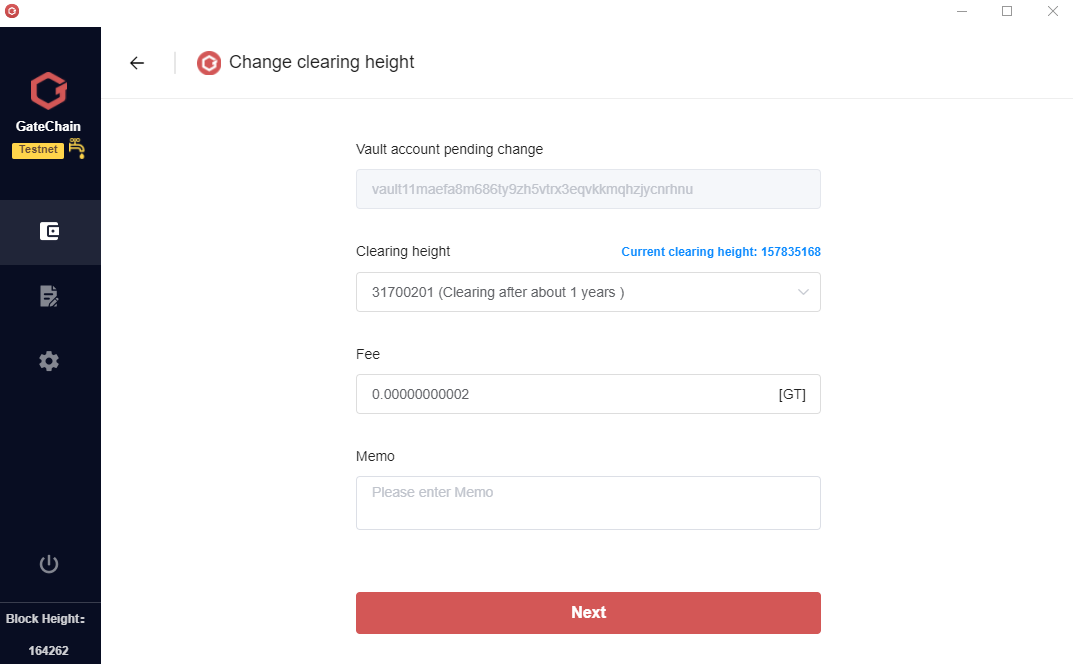 Change clearing height
GateChain
Testnet
Vault account pending change
vault11maefa8m686ty9zh5vtrx3eqvkkmqhzjycnrhnu
Clearing height
Current clearing height: 157835168
31700201 (Clearing after about 1 years )
Fee
0.00000000002
[GT]
Memo
Please enter Memo
Next
Block Height:
164262